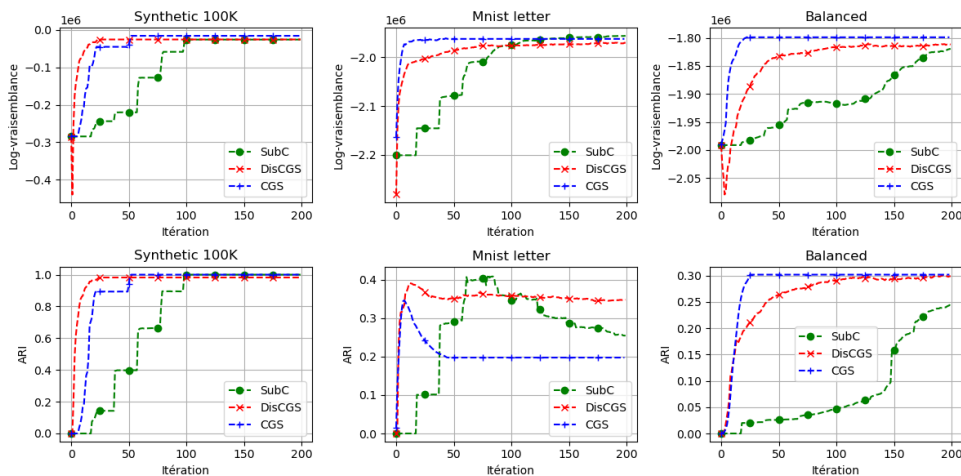 Synthetic 100K
1e6
0.0
−0.1
−0.2
−0.3
−0.4
Log-vraisemblance
SubC
DisCGS
CGS
0 50 100 150 200
Itération
Mnist letter
1e6
−2.0
−2.1
−2.2
Log-vraisemblance
SubC
DisCGS
CGS
0 50 100 150 200
Itération
Balanced
1e6
−1.80
−1.85
−1.90
−1.95
−2.00
−2.05
Log-vraisemblance
SubC
DisCGS
CGS
0 50 100 150 200
Itération
Synthetic 100K
1.0
0.8
0.6
0.4
0.2
0.0
ARI
SubC
DisCGS
CGS
0 50 100 150 200
Itération
Mnist letter
0.4
0.3
0.2
0.1
0.0
ARI
SubC
DisCGS
CGS
0 50 100 150 200
Itération
Balanced
0.30
0.25
0.20
0.15
0.10
0.05
0.00
ARI
SubC
DisCGS
CGS
0 50 100 150 200
Itération